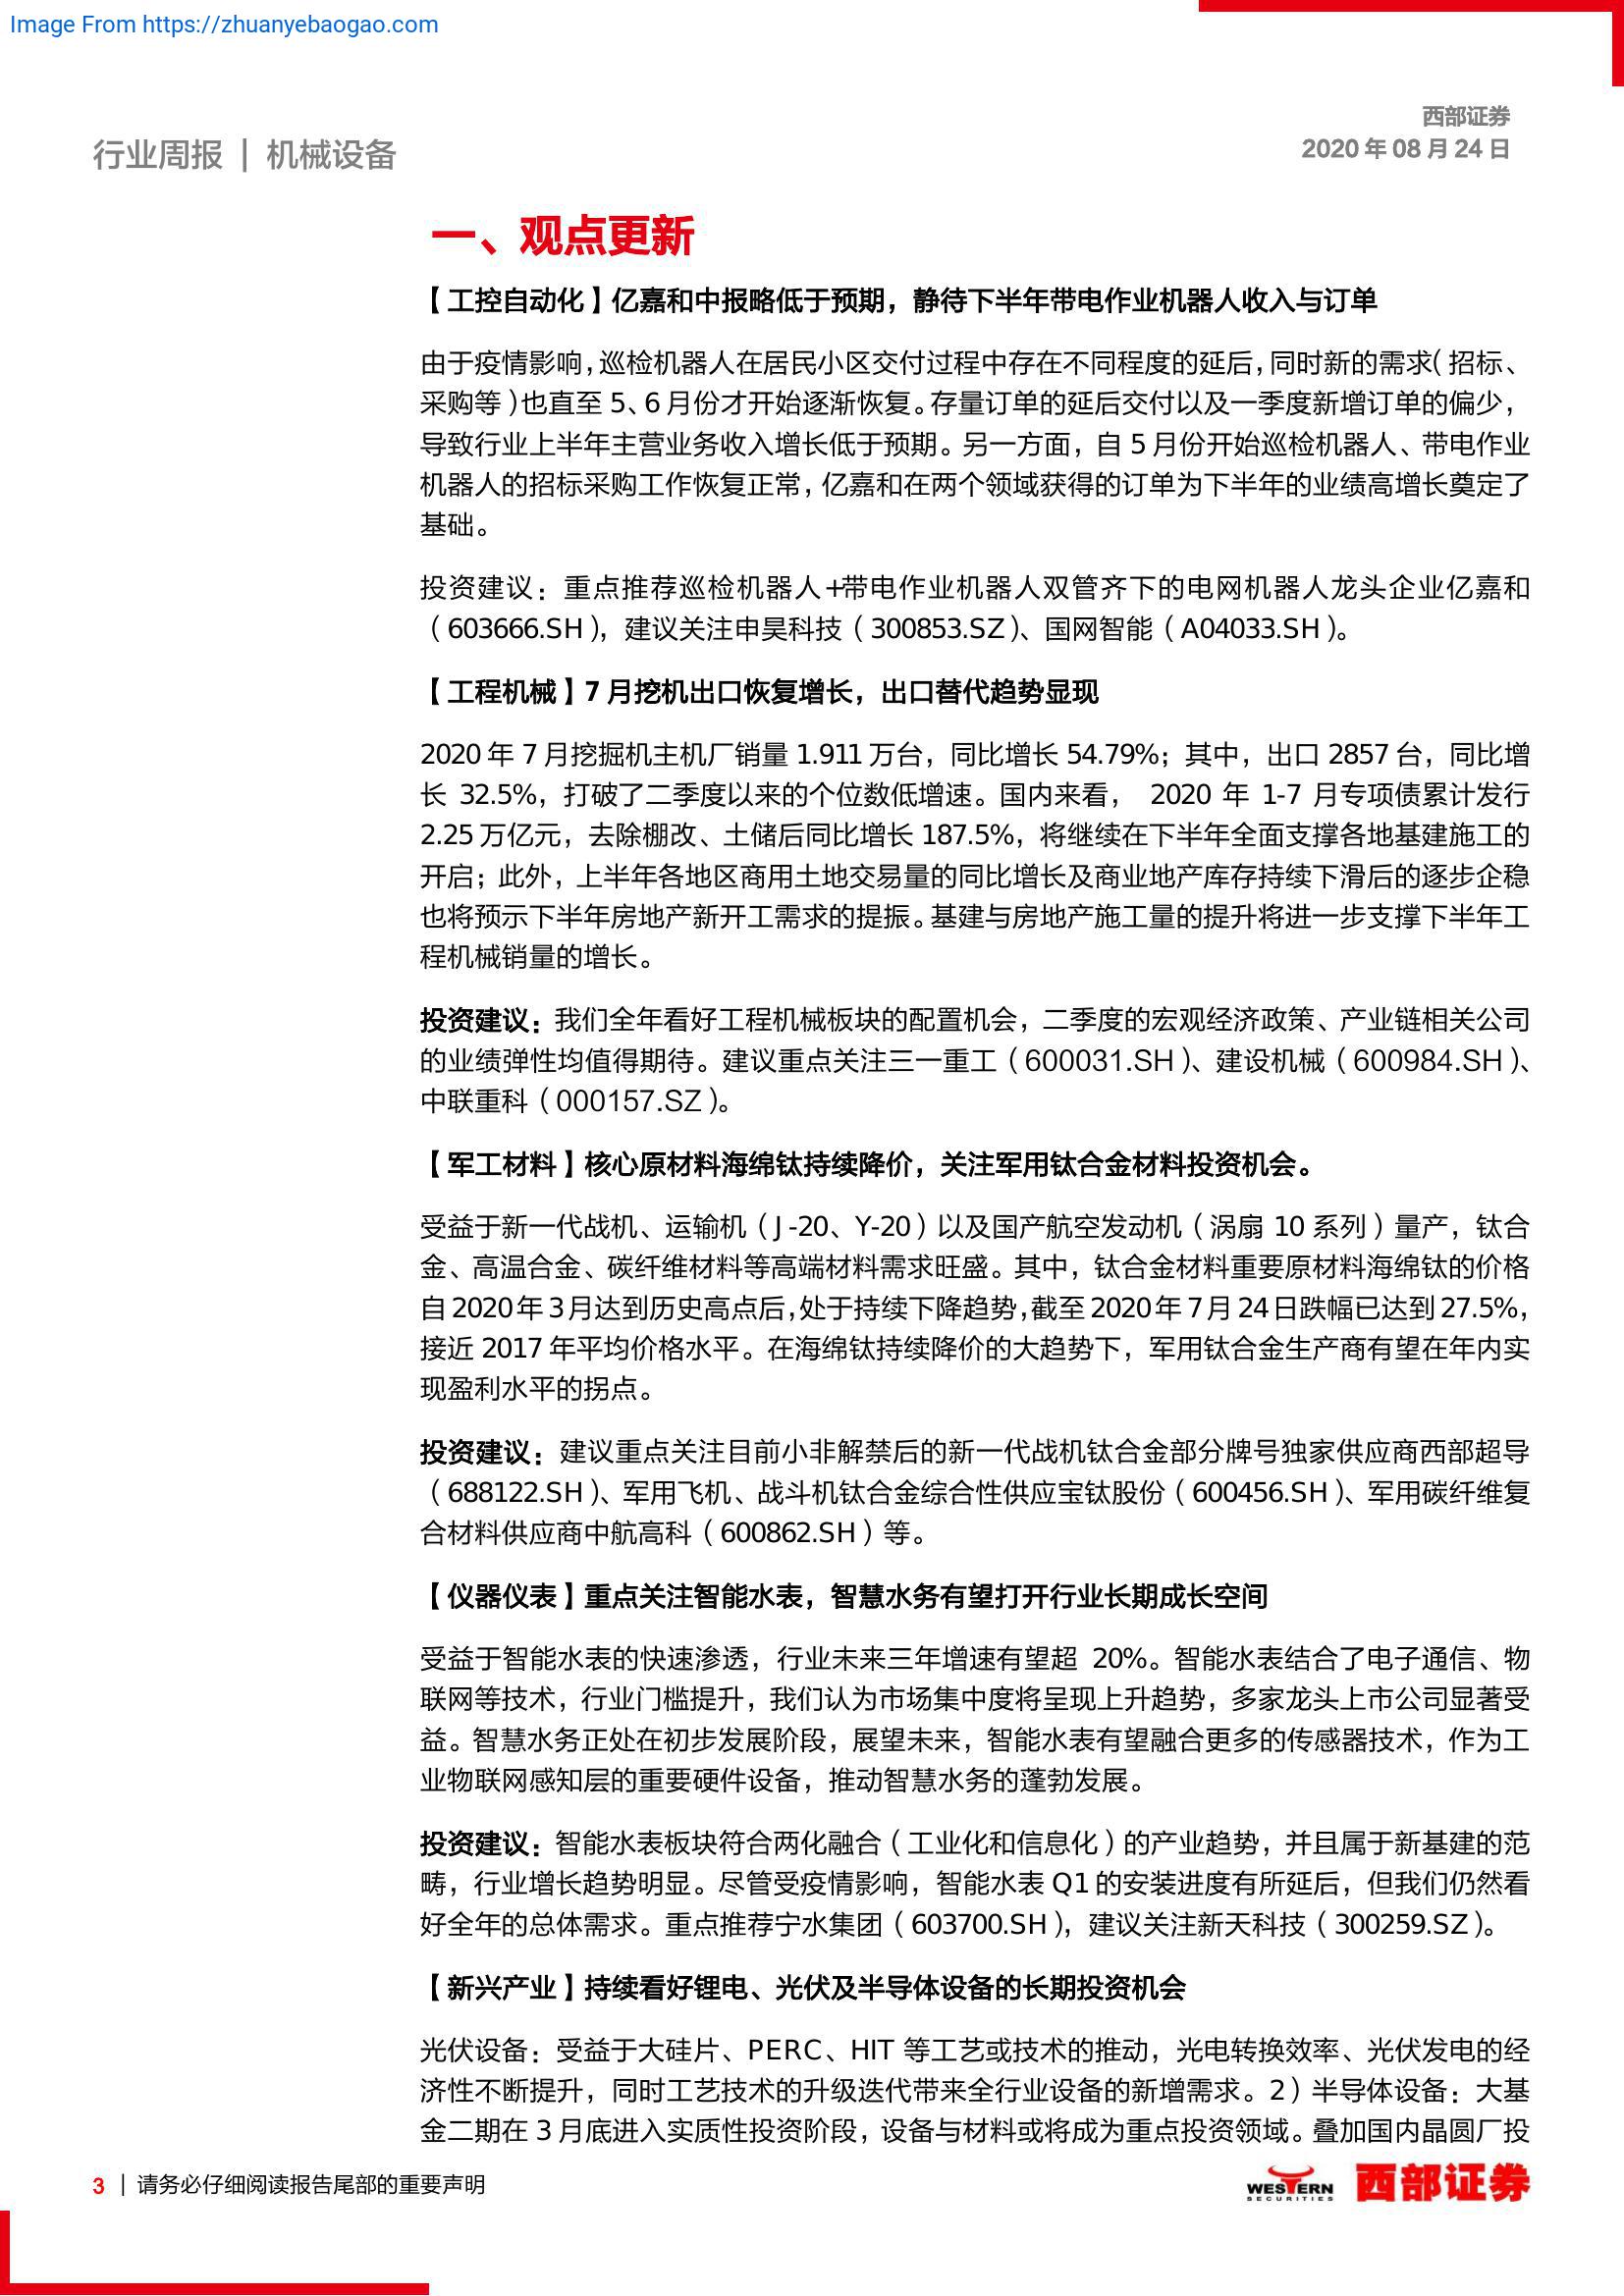 Image From https://zhuanyebaogao.com
西部证券
行业周报 | 机械设备
2020 年 08 月 24 日
一、观点更新
【工控自动化】亿嘉和中报略低于预期，静待下半年带电作业机器人收入与订单
由于疫情影响，巡检机器人在居民小区交付过程中存在不同程度的延后，同时新的需求（招标、
采购等）也直至 5、6 月份才开始逐渐恢复。存量订单的延后交付以及一季度新增订单的偏少，
导致行业上半年主营业务收入增长低于预期。另一方面，自 5 月份开始巡检机器人、带电作业
机器人的招标采购工作恢复正常，亿嘉和在两个领域获得的订单为下半年的业绩高增长奠定了
基础。
投资建议：重点推荐巡检机器人+带电作业机器人双管齐下的电网机器人龙头企业亿嘉和
（603666.SH），建议关注申昊科技（300853.SZ）、国网智能（A04033.SH）。
【工程机械】7 月挖机出口恢复增长，出口替代趋势显现
2020 年 7 月挖掘机主机厂销量 1.911 万台，同比增长 54.79%；其中，出口 2857 台，同比增
长 32.5%，打破了二季度以来的个位数低增速。国内来看， 2020 年 1-7 月专项债累计发行
2.25 万亿元，去除棚改、土储后同比增长 187.5%，将继续在下半年全面支撑各地基建施工的
开启；此外，上半年各地区商用土地交易量的同比增长及商业地产库存持续下滑后的逐步企稳
也将预示下半年房地产新开工需求的提振。基建与房地产施工量的提升将进一步支撑下半年工
程机械销量的增长。
投资建议：我们全年看好工程机械板块的配置机会，二季度的宏观经济政策、产业链相关公司
的业绩弹性均值得期待。建议重点关注三一重工（600031.SH）、建设机械（600984.SH）、
中联重科（000157.SZ）。
【军工材料】核心原材料海绵钛持续降价，关注军用钛合金材料投资机会。
受益于新一代战机、运输机（J-20、Y-20）以及国产航空发动机（涡扇 10 系列）量产，钛合
金、高温合金、碳纤维材料等高端材料需求旺盛。其中，钛合金材料重要原材料海绵钛的价格
自 2020 年 3 月达到历史高点后，处于持续下降趋势，截至 2020 年 7 月 24 日跌幅已达到 27.5%，
接近 2017 年平均价格水平。在海绵钛持续降价的大趋势下，军用钛合金生产商有望在年内实
现盈利水平的拐点。
投资建议：建议重点关注目前小非解禁后的新一代战机钛合金部分牌号独家供应商西部超导
（688122.SH）、军用飞机、战斗机钛合金综合性供应宝钛股份（600456.SH）、军用碳纤维复
合材料供应商中航高科（600862.SH）等。
【仪器仪表】重点关注智能水表，智慧水务有望打开行业长期成长空间
受益于智能水表的快速渗透，行业未来三年增速有望超 20%。智能水表结合了电子通信、物
联网等技术，行业门槛提升，我们认为市场集中度将呈现上升趋势，多家龙头上市公司显著受
益。智慧水务正处在初步发展阶段，展望未来，智能水表有望融合更多的传感器技术，作为工
业物联网感知层的重要硬件设备，推动智慧水务的蓬勃发展。
投资建议：智能水表板块符合两化融合（工业化和信息化）的产业趋势，并且属于新基建的范
畴，行业增长趋势明显。尽管受疫情影响，智能水表 Q1 的安装进度有所延后，但我们仍然看
好全年的总体需求。重点推荐宁水集团（603700.SH），建议关注新天科技（300259.SZ）。
【新兴产业】持续看好锂电、光伏及半导体设备的长期投资机会
光伏设备：受益于大硅片、PERC、HIT 等工艺或技术的推动，光电转换效率、光伏发电的经
济性不断提升，同时工艺技术的升级迭代带来全行业设备的新增需求。2）半导体设备：大基
金二期在 3 月底进入实质性投资阶段，设备与材料或将成为重点投资领域。叠加国内晶圆厂投
3 | 请务必仔细阅读报告尾部的重要声明
WESTERN
SECURITIES
西部证券